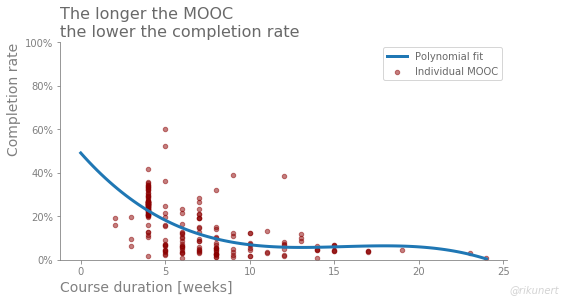 The longer the MOOC
the lower the completion rate
Completion rate
100%
80%
60%
40%
20%
0%
Polynomial fit
Individual MOOC
0
5
10
15
20
25
Course duration [weeks]
@rikunert